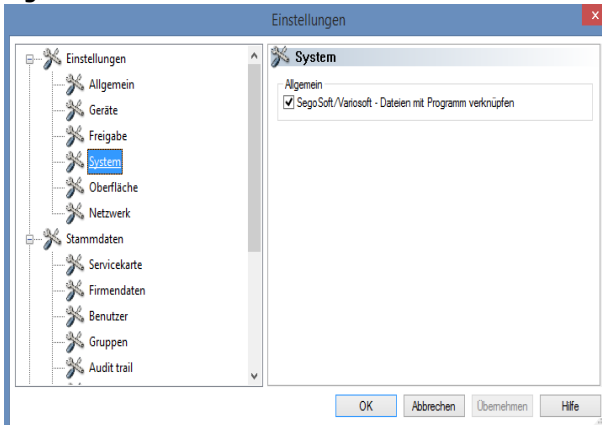 Einstellungen
x
Einstellungen
Allgemein
Geräte
Freigabe
System
Oberfläche
Netzwerk
Stammdaten
Servicekarte
Firmendaten
Benutzer
Gruppen
Audit trail
System
Allgemein
SegoSoft/Variosoft - Dateien mit Programm verknüpfen
OK
Abbrechen
Übernehmen
Hilfe